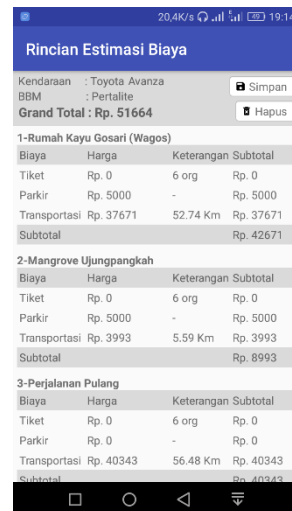 20,4K/s 49 19:14
Rincian Estimasi Biaya
Kendaraan : Toyota Avanza Simpan
BBM : Pertalite
Grand Total : Rp. 51664 Hapus
1-Rumah Kayu Gosari (Wagos)
Biaya Harga Keterangan Subtotal
Tiket Rp. 0 6 org Rp. 0
Parkir Rp. 5000 - Rp. 5000
Transportasi Rp. 37671 52.74 Km Rp. 37671
Subtotal Rp. 42671
2-Mangrove Ujungpangkah
Biaya Harga Keterangan Subtotal
Tiket Rp. 0 6 org Rp. 0
Parkir Rp. 5000 - Rp. 5000
Transportasi Rp. 3993 5.59 Km Rp. 3993
Subtotal Rp. 8993
3-Perjalanan Pulang
Biaya Harga Keterangan Subtotal
Tiket Rp. 0 6 org Rp. 0
Parkir Rp. 0 - Rp. 0
Transportasi Rp. 40343 56.48 Km Rp. 40343
Subtotal Rp. 40343